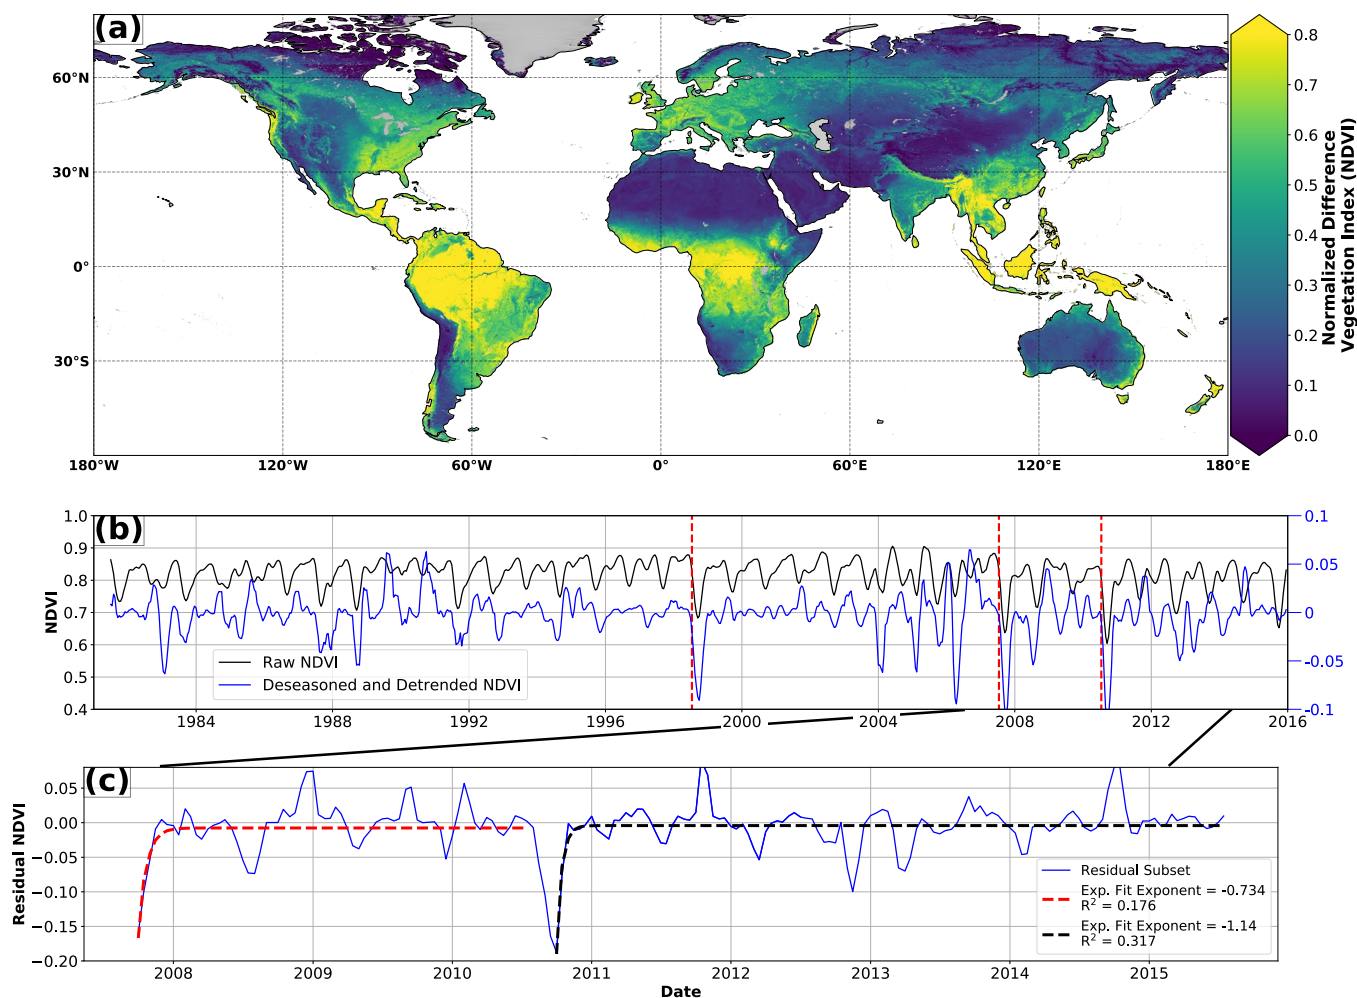 (a)
60°N
30°N
0°
30°S
180°W
120°W
60°W
0°
60°E
120°E
180°E
0.8
0.7
0.6
0.5
0.4
0.3
0.2
0.1
0.0
Normalized Difference
Vegetation Index (NDVI)
(b)
1.0
0.9
0.8
0.7
0.6
0.5
0.4
NDVI
0.1
0.05
0
-0.05
-0.1
Raw NDVI
Deseasoned and Detrended NDVI
1984
1988
1992
1996
2000
2004
2008
2012
2016
(c)
0.05
0.00
−0.05
−0.10
−0.15
−0.20
Residual NDVI
Residual Subset
Exp. Fit Exponent = -0.734
R² = 0.176
Exp. Fit Exponent = -1.14
R² = 0.317
2008
2009
2010
2011
2012
2013
2014
2015
Date